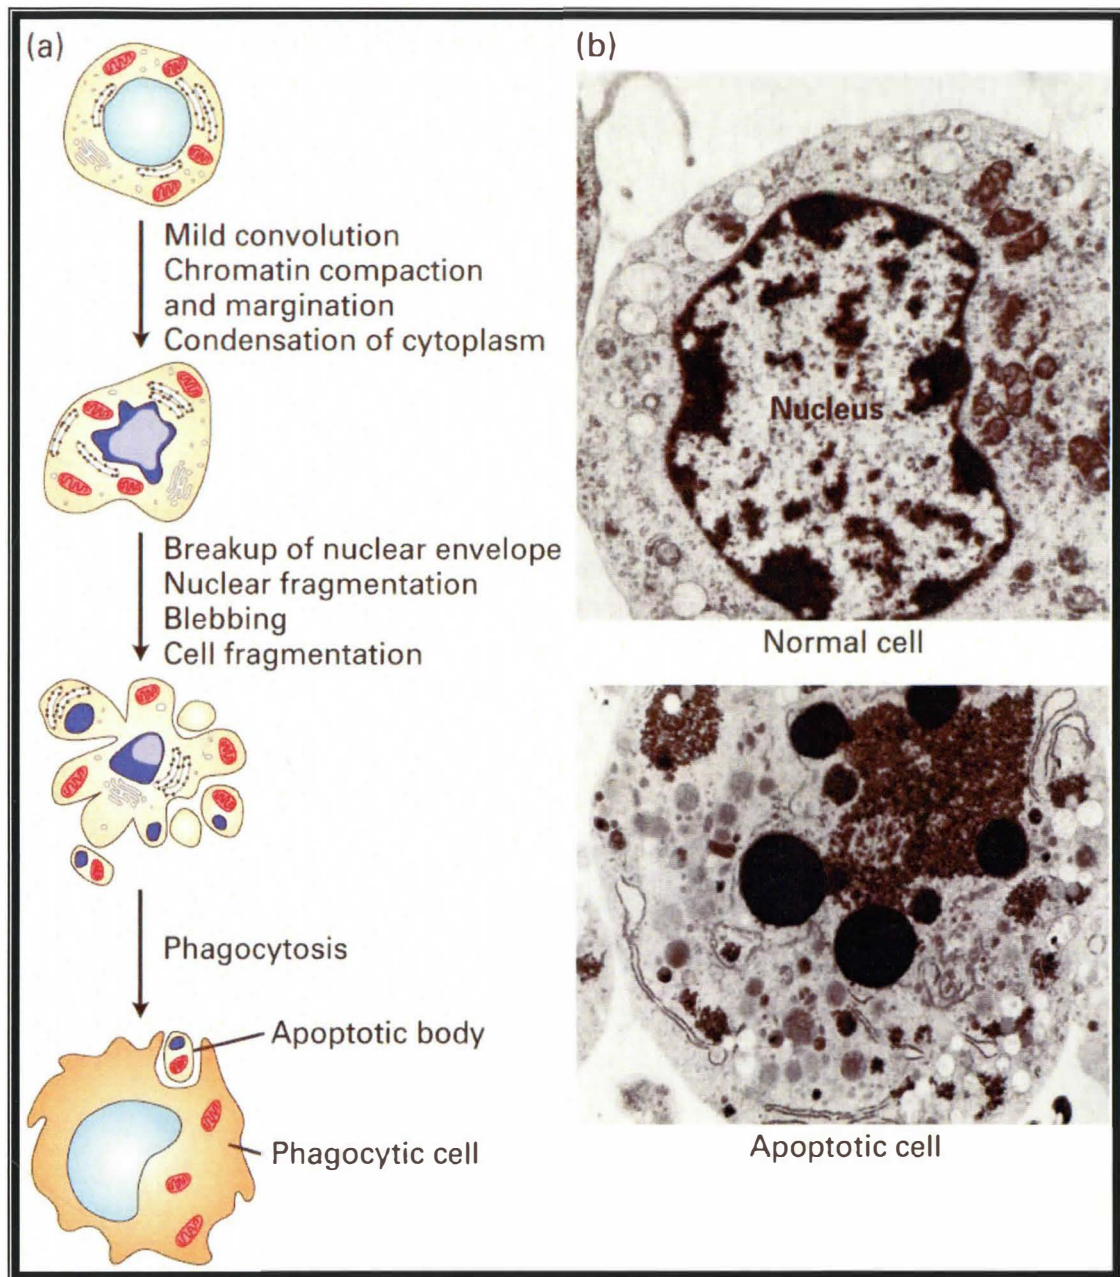 (a)
Mild convolution
Chromatin compaction
and margination
Condensation of cytoplasm
Breakup of nuclear envelope
Nuclear fragmentation
Blebbing
Cell fragmentation
Phagocytosis
Apoptotic body
Phagocytic cell
(b)
Nucleus
Normal cell
Apoptotic cell